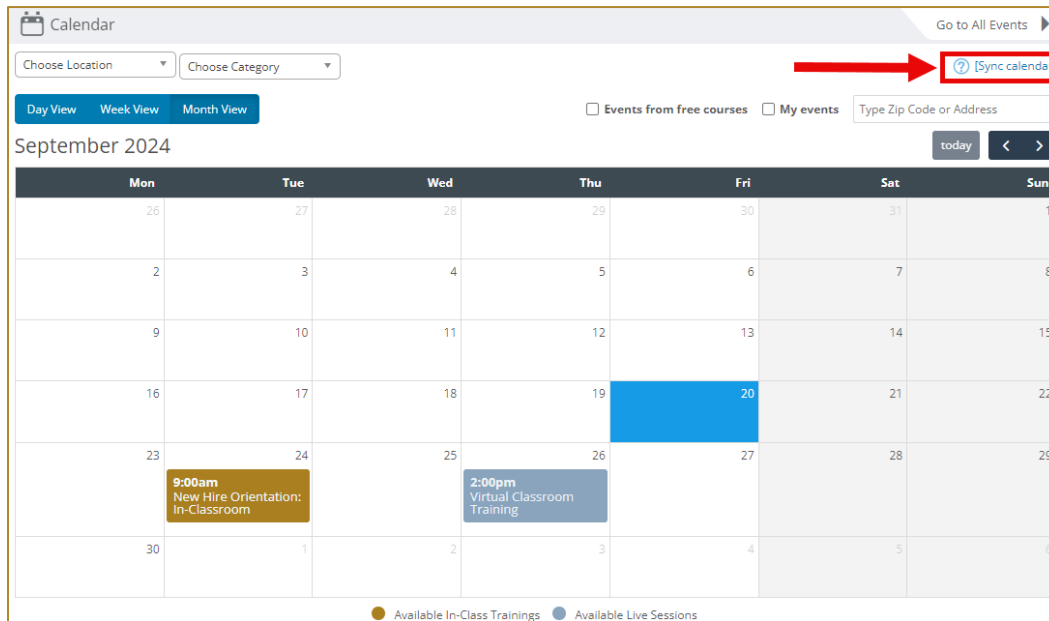 Calendar
Go to All Events
Choose Location
Choose Category
? [Sync calenda
Day View Week View Month View
Events from free courses My events Type Zip Code or Address
September 2024
today
Mon Tue Wed Thu Fri Sat Sun
26 27 28 29 30 31 1
2 3 4 5 6 7 8
9 10 11 12 13 14 15
16 17 18 19 20 21 22
23 24 25 26 27 28 29
9:00am
New Hire Orientation:
In-Classroom
2:00pm
Virtual Classroom
Training
30 1 2 3 4 5 6
Available In-Class Trainings Available Live Sessions